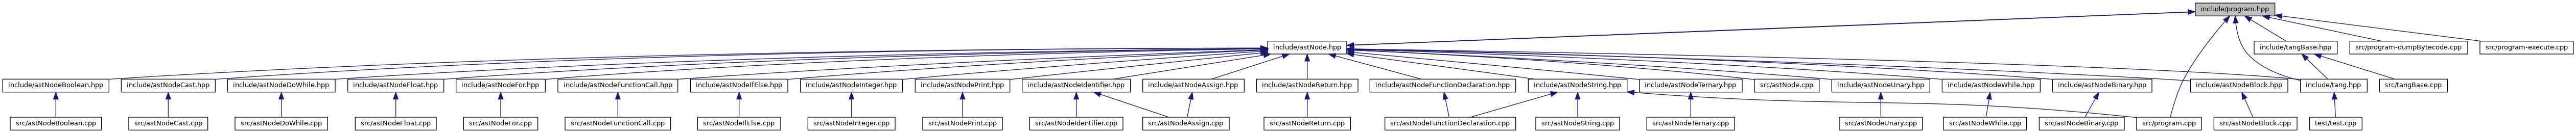 include/program.hpp
include/astNode.hpp
include/tangBase.hpp
src/program-dumpBytecode.cpp
src/program-execute.cpp
include/astNodeBoolean.hpp
include/astNodeCast.hpp
include/astNodeDoWhile.hpp
include/astNodeFloat.hpp
include/astNodeFor.hpp
include/astNodeFunctionCall.hpp
include/astNodeIfElse.hpp
include/astNodeInteger.hpp
include/astNodePrint.hpp
include/astNodeIdentifier.hpp
include/astNodeAssign.hpp
include/astNodeReturn.hpp
include/astNodeFunctionDeclaration.hpp
include/astNodeString.hpp
include/astNodeTernary.hpp
src/astNode.cpp
include/astNodeUnary.hpp
include/astNodeWhile.hpp
include/astNodeBinary.hpp
include/astNodeBlock.hpp
include/tang.hpp
src/tangBase.cpp
src/astNodeBoolean.cpp
src/astNodeCast.cpp
src/astNodeDoWhile.cpp
src/astNodeFloat.cpp
src/astNodeFor.cpp
src/astNodeFunctionCall.cpp
src/astNodeIfElse.cpp
src/astNodeInteger.cpp
src/astNodePrint.cpp
src/astNodeIdentifier.cpp
src/astNodeAssign.cpp
src/astNodeReturn.cpp
src/astNodeFunctionDeclaration.cpp
src/astNodeString.cpp
src/astNodeTernary.cpp
src/astNodeUnary.cpp
src/astNodeWhile.cpp
src/astNodeBinary.cpp
src/program.cpp
src/astNodeBlock.cpp
test/test.cpp